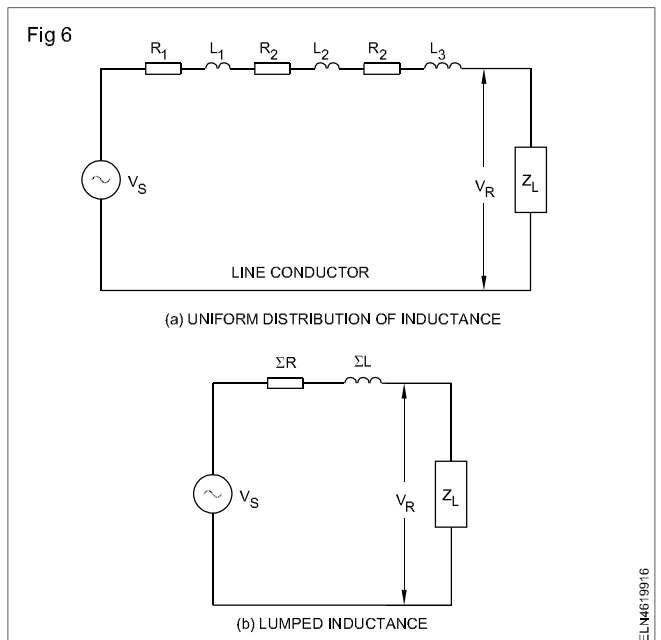 Fig 6
R1 L1 R2 L2 R2 L3
VS
VR
ZL
LINE CONDUCTOR
(a) UNIFORM DISTRIBUTION OF INDUCTANCE
ΣR ΣL
VS
VR
ZL
(b) LUMPED INDUCTANCE
ELN4619916